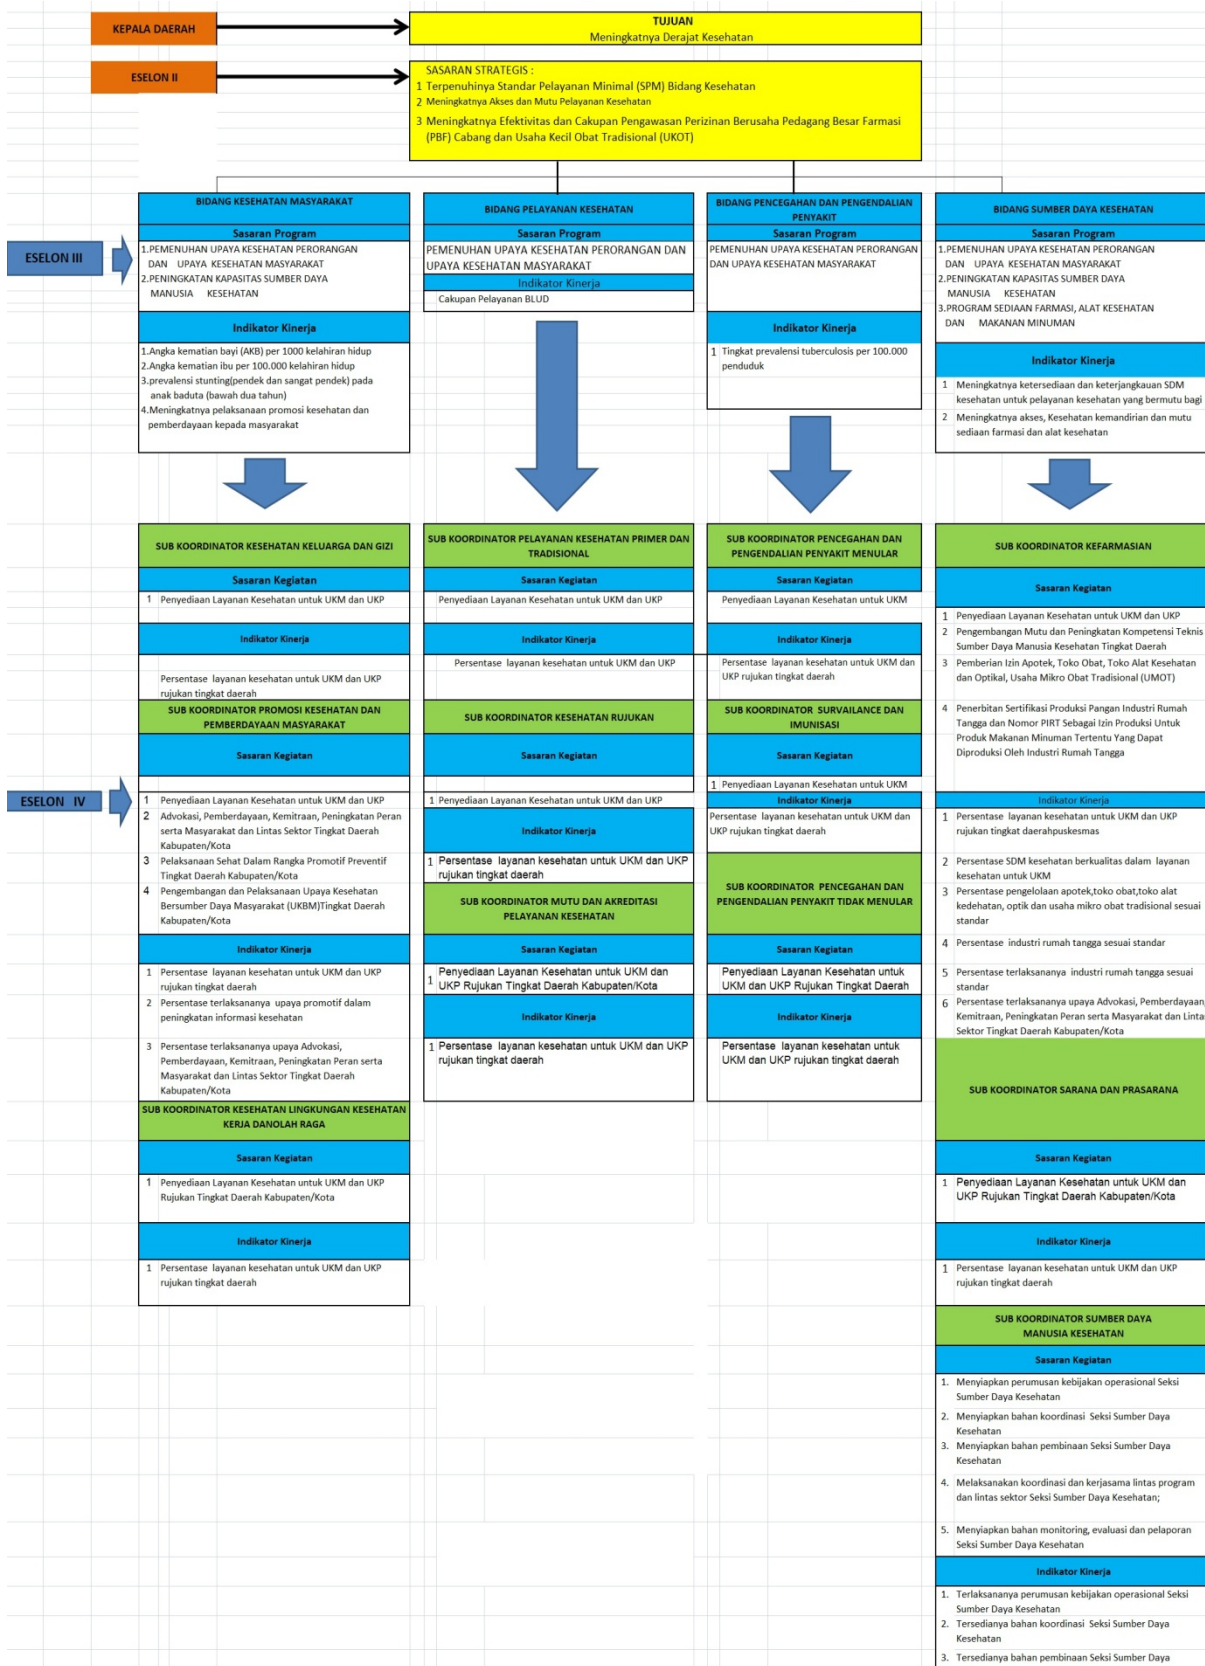 KEPALA DAERAH
TUJUAN
Meningkatnya Derajat Kesehatan
ESELON II
SASARAN STRATEGIS :
1 Terpenuhinya Standar Pelayanan Minimal (SPM) Bidang Kesehatan
2 Meningkatnya Akses dan Mutu Pelayanan Kesehatan
3 Meningkatnya Efektivitas dan Cakupan Pengawasan Perizinan Berusaha Pedagang Besar Farmasi
(PBF) Cabang dan Usaha Kecil Obat Tradisional (UKOT)
ESELON III
BIDANG KESEHATAN MASYARAKAT
Sasaran Program
1.PEMENUHAN UPAYA KESEHATAN PERORANGAN
DAN UPAYA KESEHATAN MASYARAKAT
2.PENINGKATAN KAPASITAS SUMBER DAYA
MANUSIA KESEHATAN
Indikator Kinerja
1.Angka kematian bayi (AKB) per 1000 kelahiran hidup
2.Angka kematian ibu per 100.000 kelahiran hidup
3.prevalensi stunting(pendek dan sangat pendek) pada
anak baduta (bawah dua tahun)
4.Meningkatnya pelaksanaan promosi kesehatan dan
pemberdayaan kepada masyarakat
BIDANG PELAYANAN KESEHATAN
Sasaran Program
PEMENUHAN UPAYA KESEHATAN PERORANGAN DAN
UPAYA KESEHATAN MASYARAKAT
Indikator Kinerja
Cakupan Pelayanan BLUD
BIDANG PENCEGAHAN DAN PENGENDALIAN
PENYAKIT
Sasaran Program
PEMENUHAN UPAYA KESEHATAN PERORANGAN
DAN UPAYA KESEHATAN MASYARAKAT
Indikator Kinerja
1 Tingkat prevalensi tuberculosis per 100.000
penduduk
BIDANG SUMBER DAYA KESEHATAN
Sasaran Program
1.PEMENUHAN UPAYA KESEHATAN PERORANGAN
DAN UPAYA KESEHATAN MASYARAKAT
2.PENINGKATAN KAPASITAS SUMBER DAYA
MANUSIA KESEHATAN
3.PROGRAM SEDIAAN FARMASI, ALAT KESEHATAN
DAN MAKANAN MINUMAN
Indikator Kinerja
1 Meningkatnya ketersediaan dan keterjangkauan SDM
kesehatan untuk pelayanan kesehatan yang bermutu bagi
2 Meningkatnya akses, Kesehatan kemandirian dan mutu
sediaan farmasi dan alat kesehatan
ESELON IV
SUB KOORDINATOR KESEHATAN KELUARGA DAN GIZI
Sasaran Kegiatan
1 Penyediaan Layanan Kesehatan untuk UKM dan UKP
Indikator Kinerja
Persentase layanan kesehatan untuk UKM dan UKP
rujukan tingkat daerah
SUB KOORDINATOR PROMOSI KESEHATAN DAN
PEMBERDAYAAN MASYARAKAT
Sasaran Kegiatan
1 Penyediaan Layanan Kesehatan untuk UKM dan UKP
2 Advokasi, Pemberdayaan, Kemitraan, Peningkatan Peran
serta Masyarakat dan Lintas Sektor Tingkat Daerah
Kabupaten/Kota
3 Pelaksanaan Sehat Dalam Rangka Promotif Preventif
Tingkat Daerah Kabupaten/Kota
4 Pengembangan dan Pelaksanaan Upaya Kesehatan
Bersumber Daya Masyarakat (UKBM)Tingkat Daerah
Kabupaten/Kota
Indikator Kinerja
1 Persentase layanan kesehatan untuk UKM dan UKP
rujukan tingkat daerah
2 Persentase terlaksananya upaya promotif dalam
peningkatan informasi kesehatan
3 Persentase terlaksananya upaya Advokasi,
Pemberdayaan, Kemitraan, Peningkatan Peran serta
Masyarakat dan Lintas Sektor Tingkat Daerah
Kabupaten/Kota
SUB KOORDINATOR KESEHATAN LINGKUNGAN KESEHATAN
KERJA DANOLAH RAGA
Sasaran Kegiatan
1 Penyediaan Layanan Kesehatan untuk UKM dan UKP
Rujukan Tingkat Daerah Kabupaten/Kota
Indikator Kinerja
1 Persentase layanan kesehatan untuk UKM dan UKP
rujukan tingkat daerah
SUB KOORDINATOR PELAYANAN KESEHATAN PRIMER DAN
TRADISIONAL
Sasaran Kegiatan
Penyediaan Layanan Kesehatan untuk UKM dan UKP
Indikator Kinerja
Persentase layanan kesehatan untuk UKM dan UKP
SUB KOORDINATOR KESEHATAN RUJUKAN
Sasaran Kegiatan
1 Penyediaan Layanan Kesehatan untuk UKM dan UKP
Indikator Kinerja
1 Persentase layanan kesehatan untuk UKM dan UKP
rujukan tingkat daerah
SUB KOORDINATOR MUTU DAN AKREDITASI
PELAYANAN KESEHATAN
Sasaran Kegiatan
1 Penyediaan Layanan Kesehatan untuk UKM dan
UKP Rujukan Tingkat Daerah Kabupaten/Kota
Indikator Kinerja
1 Persentase layanan kesehatan untuk UKM dan UKP
rujukan tingkat daerah
SUB KOORDINATOR PENCEGAHAN DAN
PENGENDALIAN PENYAKIT MENULAR
Sasaran Kegiatan
Penyediaan Layanan Kesehatan untuk UKM
Indikator Kinerja
Persentase layanan kesehatan untuk UKM dan
UKP rujukan tingkat daerah
SUB KOORDINATOR SURVAILANCE DAN
IMUNISASI
Sasaran Kegiatan
1 Penyediaan Layanan Kesehatan untuk UKM
Indikator Kinerja
Persentase layanan kesehatan untuk UKM dan
UKP rujukan tingkat daerah
SUB KOORDINATOR PENCEGAHAN DAN
PENGENDALIAN PENYAKIT TIDAK MENULAR
Sasaran Kegiatan
Penyediaan Layanan Kesehatan untuk
UKM dan UKP Rujukan Tingkat Daerah
Indikator Kinerja
Persentase layanan kesehatan untuk
UKM dan UKP rujukan tingkat daerah
SUB KOORDINATOR KEFARMASIAN
Sasaran Kegiatan
1 Penyediaan Layanan Kesehatan untuk UKM dan UKP
2 Pengembangan Mutu dan Peningkatan Kompetensi Teknis
Sumber Daya Manusia Kesehatan Tingkat Daerah
3 Pemberian Izin Apotek, Toko Obat, Toko Alat Kesehatan
dan Optikal, Usaha Mikro Obat Tradisional (UMOT)
4 Penerbitan Sertifikasi Produksi Pangan Industri Rumah
Tangga dan Nomor PIRT Sebagai Izin Produksi Untuk
Produk Makanan Minuman Tertentu Yang Dapat
Diproduksi Oleh Industri Rumah Tangga
Indikator Kinerja
1 Persentase layanan kesehatan untuk UKM dan UKP
rujukan tingkat daerahpuskesmas
2 Persentase SDM kesehatan berkualitas dalam layanan
kesehatan untuk UKM
3 Persentase pengelolaan apotek,toko obat,toko alat
kedehatan, optik dan usaha mikro obat tradisional sesuai
standar
4 Persentase industri rumah tangga sesuai standar
5 Persentase terlaksananya industri rumah tangga sesuai
standar
6 Persentase terlaksananya upaya Advokasi, Pemberdayaan,
Kemitraan, Peningkatan Peran serta Masyarakat dan Lintas
Sektor Tingkat Daerah Kabupaten/Kota
SUB KOORDINATOR SARANA DAN PRASARANA
Sasaran Kegiatan
1 Penyediaan Layanan Kesehatan untuk UKM dan
UKP Rujukan Tingkat Daerah Kabupaten/Kota
Indikator Kinerja
1 Persentase layanan kesehatan untuk UKM dan UKP
rujukan tingkat daerah
SUB KOORDINATOR SUMBER DAYA
MANUSIA KESEHATAN
Sasaran Kegiatan
1. Menyiapkan perumusan kebijakan operasional Seksi
Sumber Daya Kesehatan
2. Menyiapkan bahan koordinasi Seksi Sumber Daya
Kesehatan
3. Menyiapkan bahan pembinaan Seksi Sumber Daya
Kesehatan
4. Melaksanakan koordinasi dan kerjasama lintas program
dan lintas sektor Seksi Sumber Daya Kesehatan;
5. Menyiapkan bahan monitoring, evaluasi dan pelaporan
Seksi Sumber Daya Kesehatan
Indikator Kinerja
1. Terlaksananya perumusan kebijakan operasional Seksi
Sumber Daya Kesehatan
2. Tersedianya bahan koordinasi Seksi Sumber Daya
Kesehatan
3. Tersedianya bahan pembinaan Seksi Sumber Daya